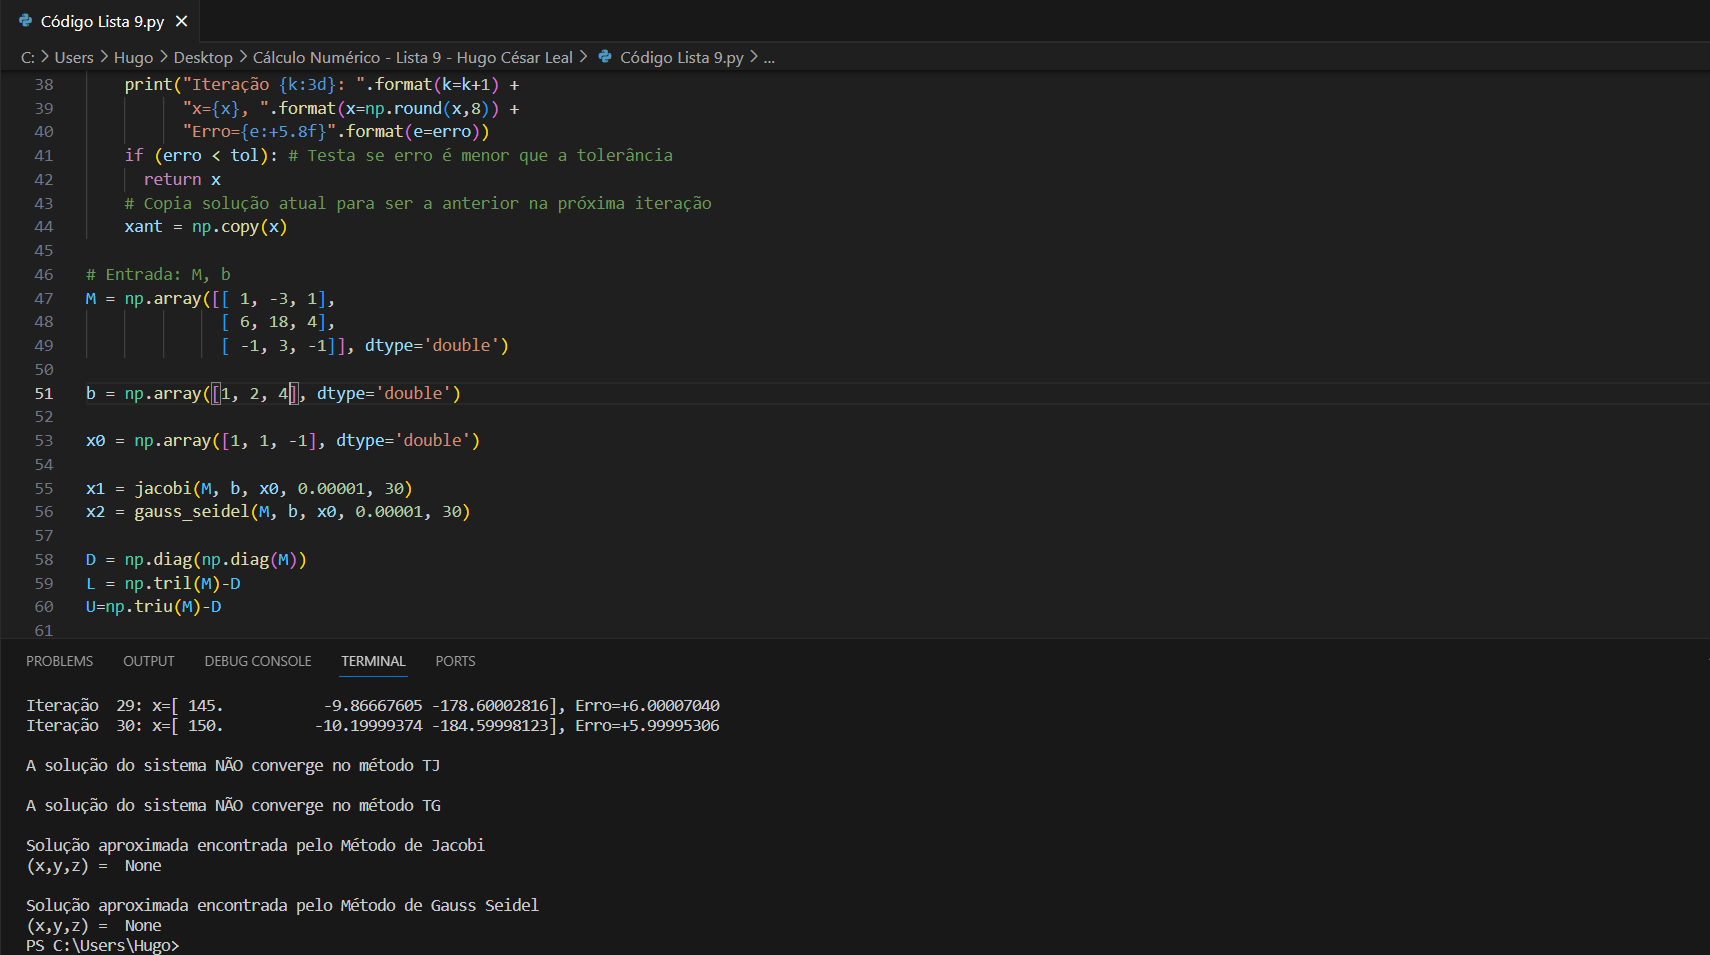 Código Lista 9.py ×
C: > Users > Hugo > Desktop > Cálculo Numérico - Lista 9 - Hugo César Leal > Código Lista 9.py > ...
38 print("Iteração {k:3d}: ".format(k=k+1) +
39 "x={x}, ".format(x=np.round(x,8)) +
40 "Erro={e:+5.8f}".format(e=erro))
41 if (erro < tol): # Testa se erro é menor que a tolerância
42 return x
43 # Copia solução atual para ser a anterior na próxima iteração
44 xant = np.copy(x)
45
46 # Entrada: M, b
47 M = np.array([[ 1, -3, 1],
48 [ 6, 18, 4],
49 [ -1, 3, -1]], dtype='double')
50
51 b = np.array([1, 2, 4], dtype='double')
52
53 x0 = np.array([1, 1, -1], dtype='double')
54
55 x1 = jacobi(M, b, x0, 0.00001, 30)
56 x2 = gauss_seidel(M, b, x0, 0.00001, 30)
57
58 D = np.diag(np.diag(M))
59 L = np.tril(M)-D
60 U=np.triu(M)-D
61
PROBLEMS OUTPUT DEBUG CONSOLE TERMINAL PORTS
Iteração  29: x=[ 145.           -9.86667605 -178.60002816], Erro=+6.00007040
Iteração  30: x=[ 150.          -10.19999374 -184.59998123], Erro=+5.99995306
A solução do sistema NÃO converge no método TJ
A solução do sistema NÃO converge no método TG
Solução aproximada encontrada pelo Método de Jacobi
(x,y,z) =  None
Solução aproximada encontrada pelo Método de Gauss Seidel
(x,y,z) =  None
PS C:\Users\Hugo>